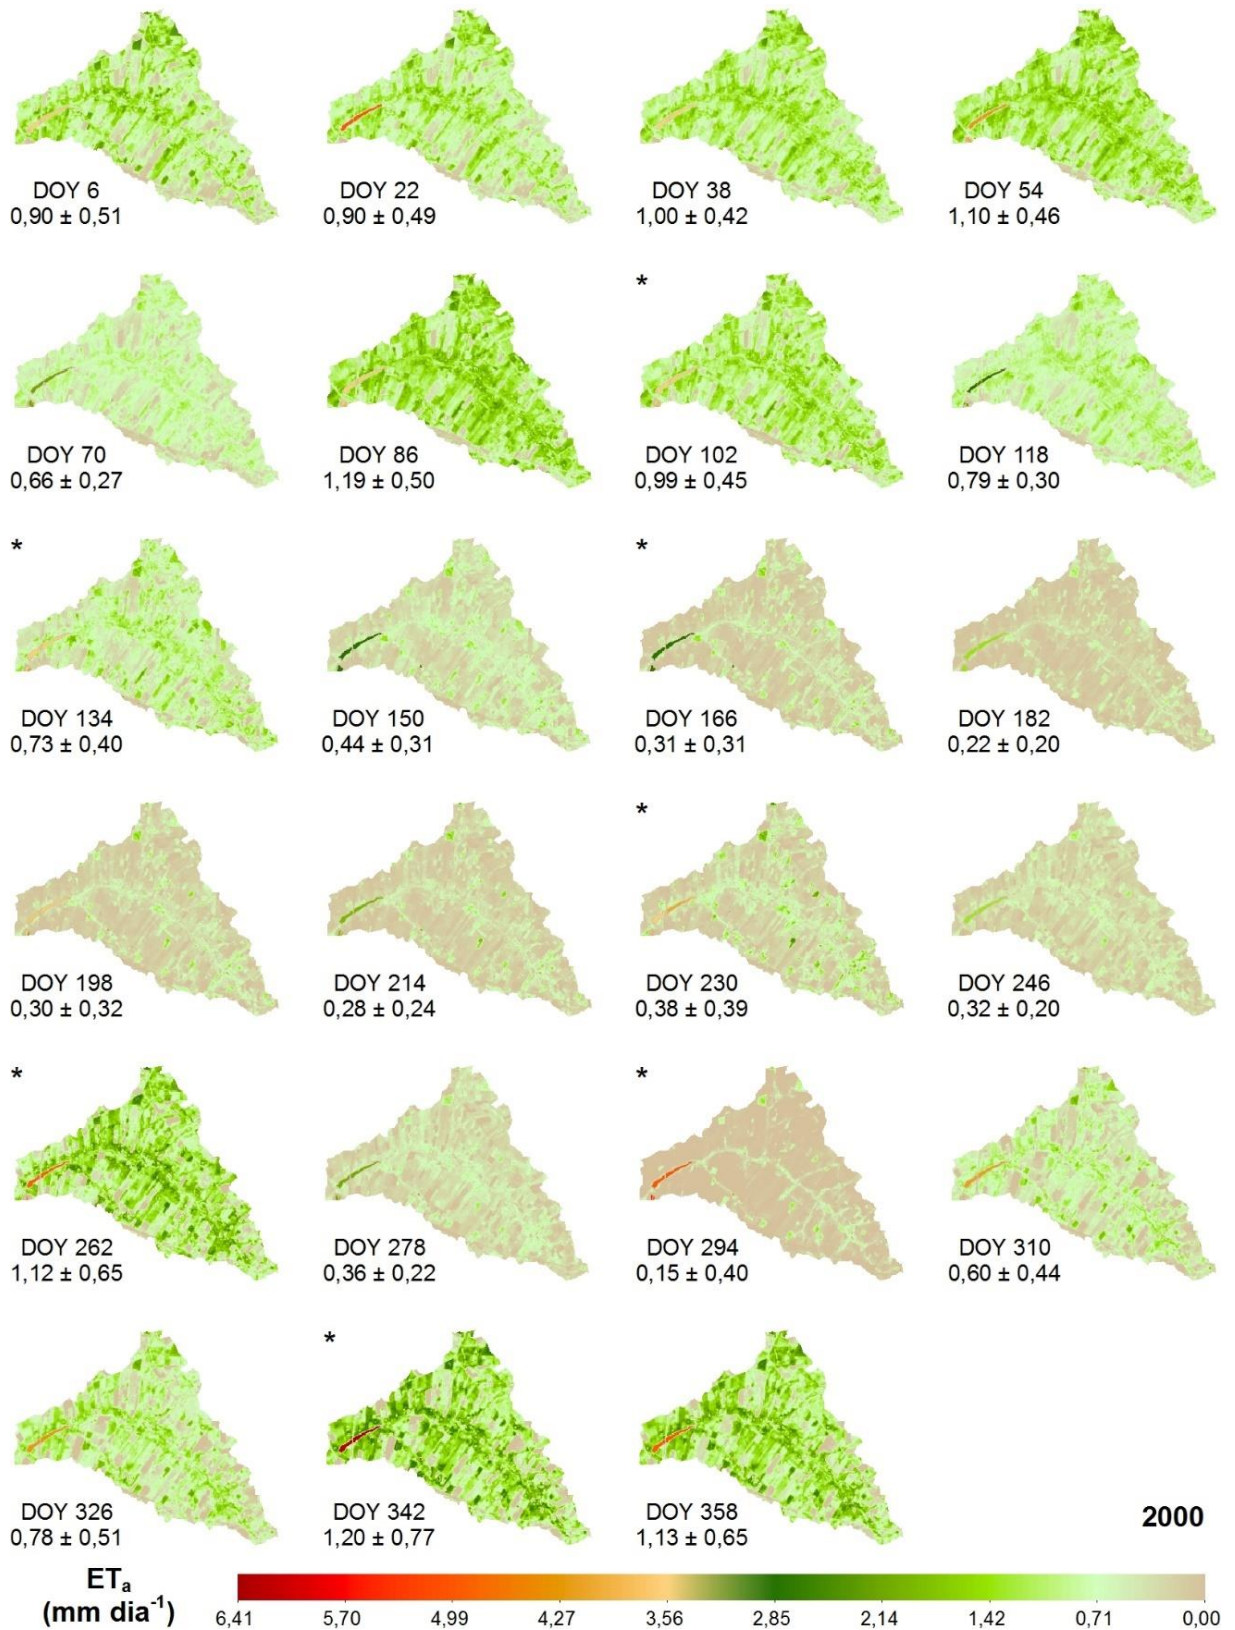 DOY 6
0,90 ± 0,51
DOY 22
0,90 ± 0,49
DOY 38
1,00 ± 0,42
DOY 54
1,10 ± 0,46
DOY 70
0,66 ± 0,27
DOY 86
1,19 ± 0,50
*
DOY 102
0,99 ± 0,45
DOY 118
0,79 ± 0,30
*
DOY 134
0,73 ± 0,40
DOY 150
0,44 ± 0,31
*
DOY 166
0,31 ± 0,31
DOY 182
0,22 ± 0,20
DOY 198
0,30 ± 0,32
DOY 214
0,28 ± 0,24
*
DOY 230
0,38 ± 0,39
DOY 246
0,32 ± 0,20
*
DOY 262
1,12 ± 0,65
DOY 278
0,36 ± 0,22
*
DOY 294
0,15 ± 0,40
DOY 310
0,60 ± 0,44
DOY 326
0,78 ± 0,51
*
DOY 342
1,20 ± 0,77
DOY 358
1,13 ± 0,65
2000
ETₐ
(mm dia⁻¹)
6,41 5,70 4,99 4,27 3,56 2,85 2,14 1,42 0,71 0,00